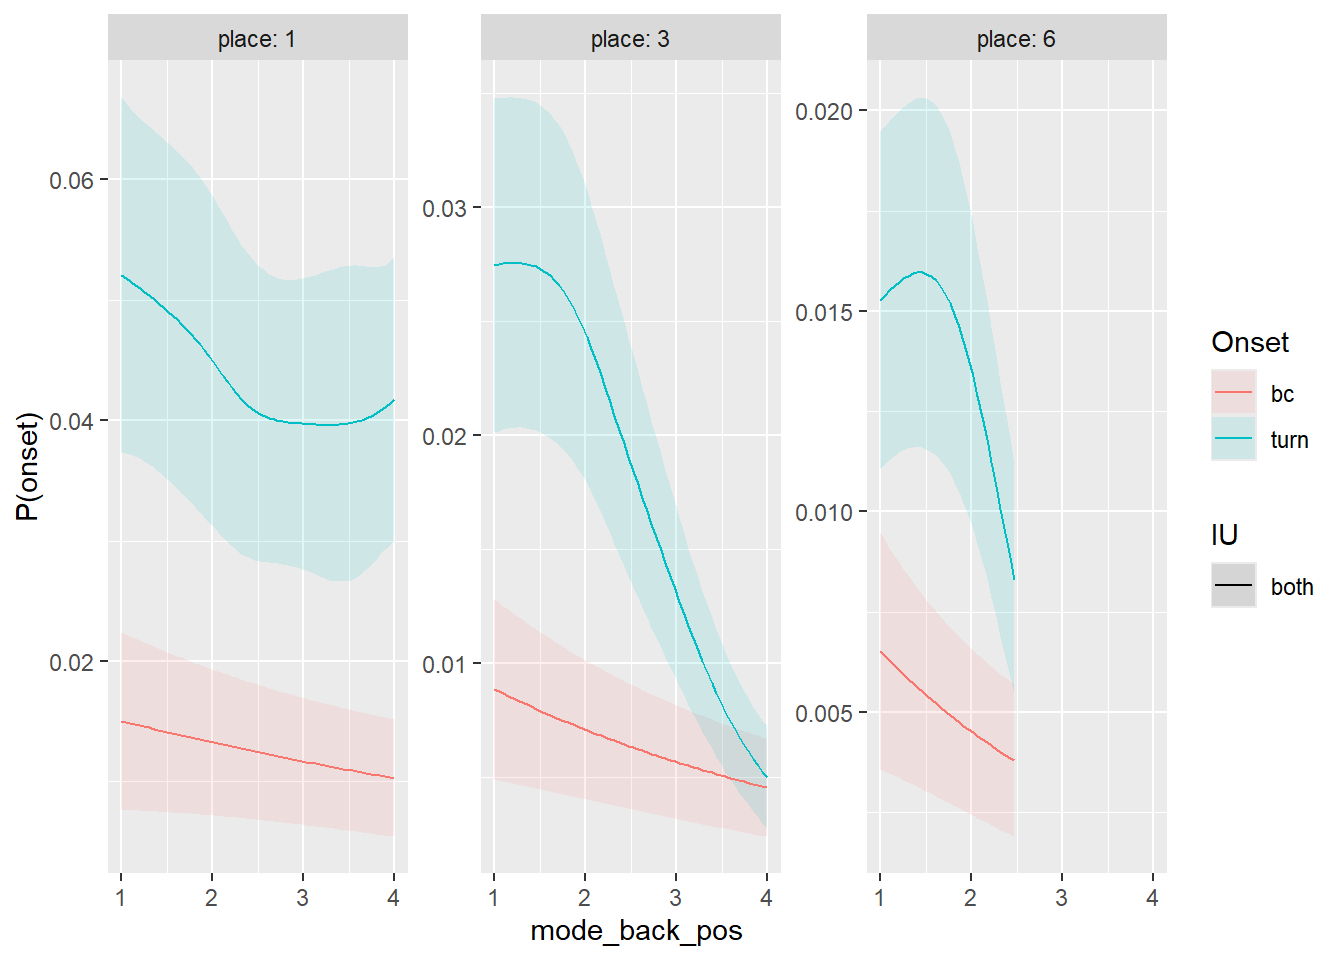 place: 1
place: 3
place: 6
0.06
0.04
0.02
0.03
0.02
0.01
0.020
0.015
0.010
0.005
1 2 3 4
1 2 3 4
1 2 3 4
P(onset)
mode_back_pos
Onset
bc
turn
IU
both